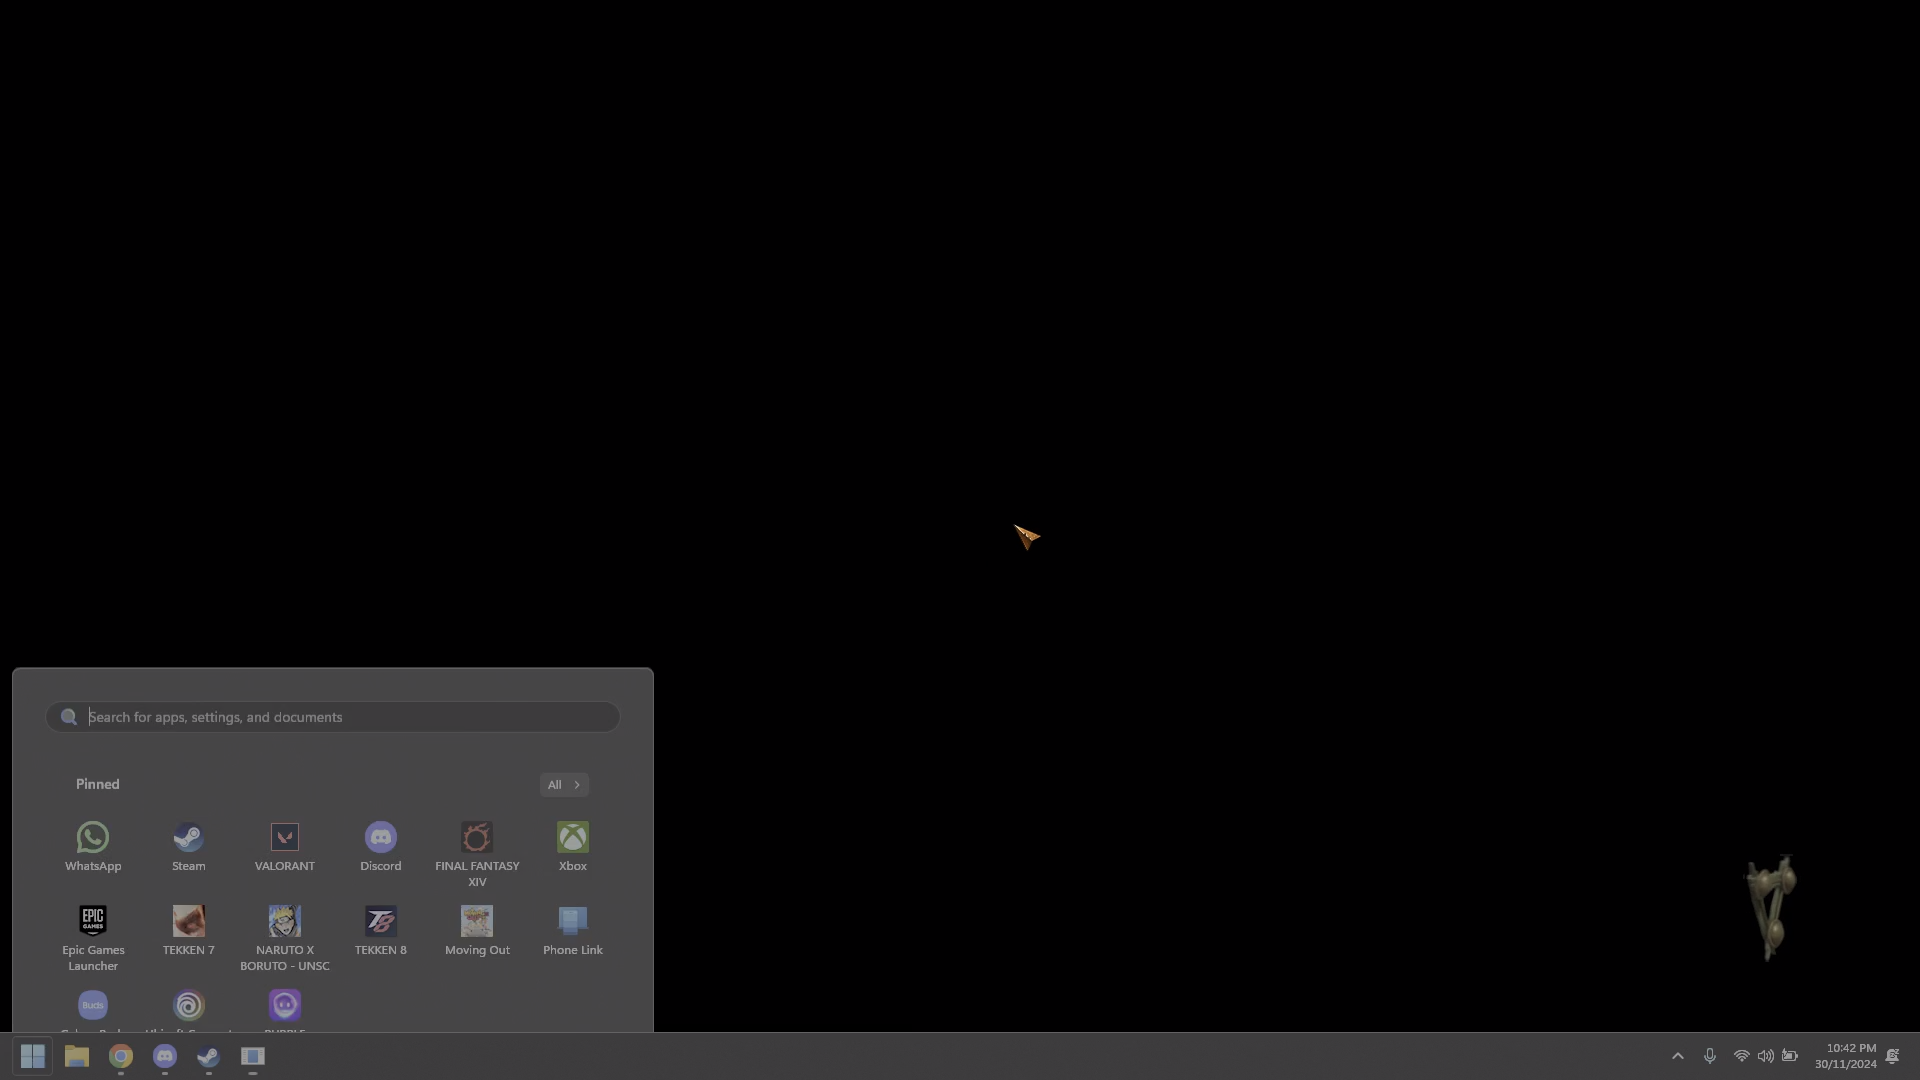 Search for apps, settings, and documents
Pinned
All
WhatsApp
Steam
VALORANT
Discord
FINAL FANTASY
XIV
Xbox
EPIC
GAMES
Epic Games
Launcher
TEKKEN 7
NARUTO X
BORUTO - UNSC
T8
TEKKEN 8
Moving Out
Phone Link
Buds
10:42 PM
30/11/2024